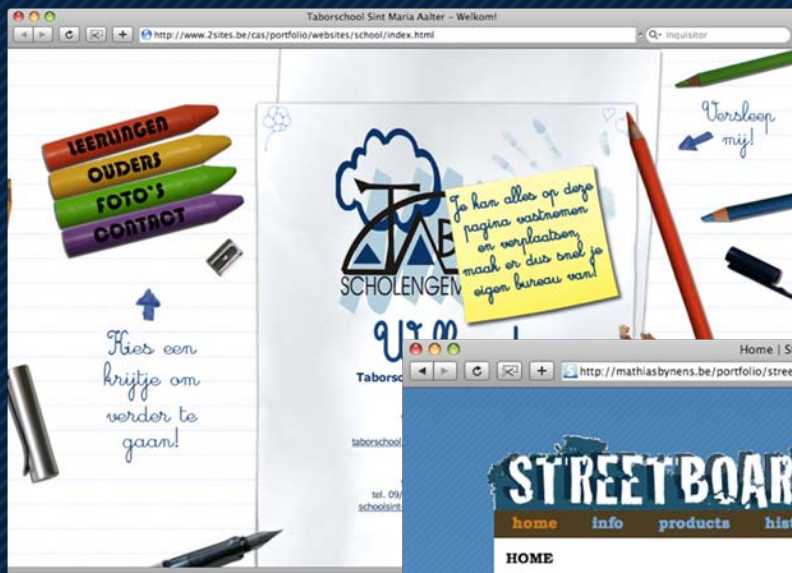 Taborschool Sint Maria Aalter – Welkom!
http://www.2sites.be/cas/portfolio/websites/school/index.html
Inquisitor
LEERLINGEN
OUDERS
FOTO'S
CONTACT
Versleep
mij!
TAB
SCHOLENGEM
Je kan alles op deze
pagina vastnemen
en verplaatsen,
maak er dus snel je
eigen bureau van!
Kies een
krijtje om
verder te
gaan!
Taborsc
taborschool
tel. 09/
schoolsint
Home | S
http://mathiasbynens.be/portfolio/stree
STREETBOAR
home info products hist
HOME